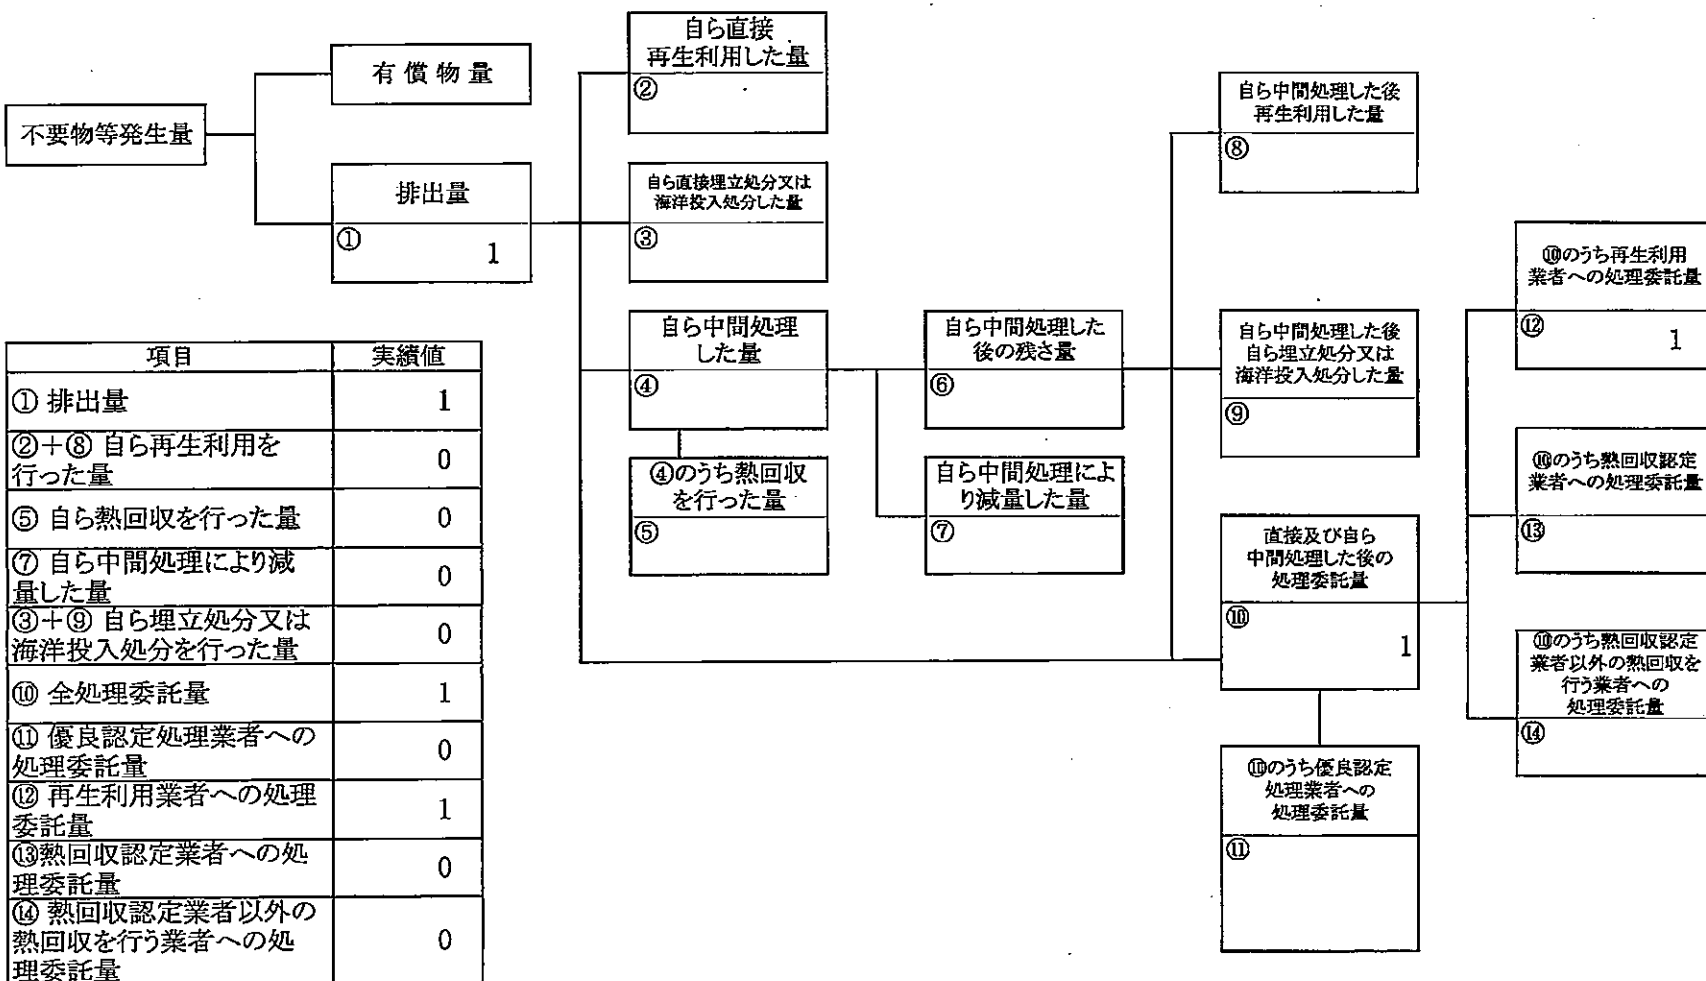 不要物等発生量
有償物量
排出量
①
1
自ら直接
再生利用した量
②
自ら直接埋立処分又は
海洋投入処分した量
③
自ら中間処理
した量
④
④のうち熱回収
を行った量
⑤
自ら中間処理した
後の残さ量
⑥
自ら中間処理によ
り減量した量
⑦
自ら中間処理した後
再生利用した量
⑧
自ら中間処理した後
自ら埋立処分又は
海洋投入処分した量
⑨
直接及び自ら
中間処理した後の
処理委託量
⑩
1
⑩のうち優良認定
処理業者への
処理委託量
⑪
⑩のうち再生利用
業者への処理委託量
⑫
1
⑩のうち熱回収認定
業者への処理委託量
⑬
⑩のうち熱回収認定
業者以外の熱回収を
行う業者への
処理委託量
⑭
項目 実績値
① 排出量 1
②+⑧ 自ら再生利用を
行った量 0
⑤ 自ら熱回収を行った量 0
⑦ 自ら中間処理により減
量した量 0
③+⑨ 自ら埋立処分又は
海洋投入処分を行った量 0
⑩ 全処理委託量 1
⑪ 優良認定処理業者への
処理委託量 0
⑫ 再生利用業者への処理
委託量 1
⑬熱回収認定業者への処
理委託量 0
⑭ 熱回収認定業者以外の
熱回収を行う業者への処
理委託量 0